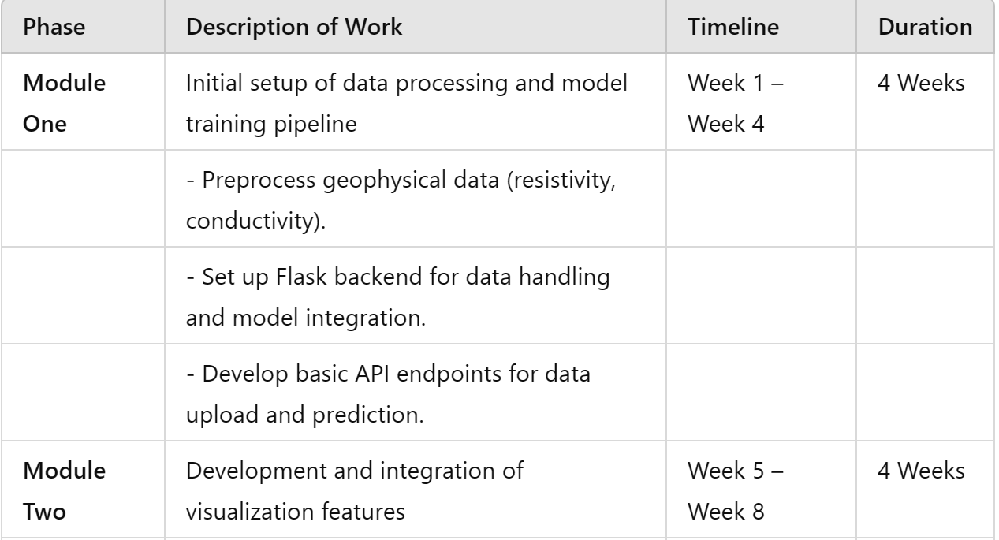 Phase Description of Work Timeline Duration
Module One
Initial setup of data processing and model
training pipeline
Week 1 –
Week 4
4 Weeks
- Preprocess geophysical data (resistivity,
conductivity).
- Set up Flask backend for data handling
and model integration.
- Develop basic API endpoints for data
upload and prediction.
Module
Two
Development and integration of
visualization features
Week 5 –
Week 8
4 Weeks